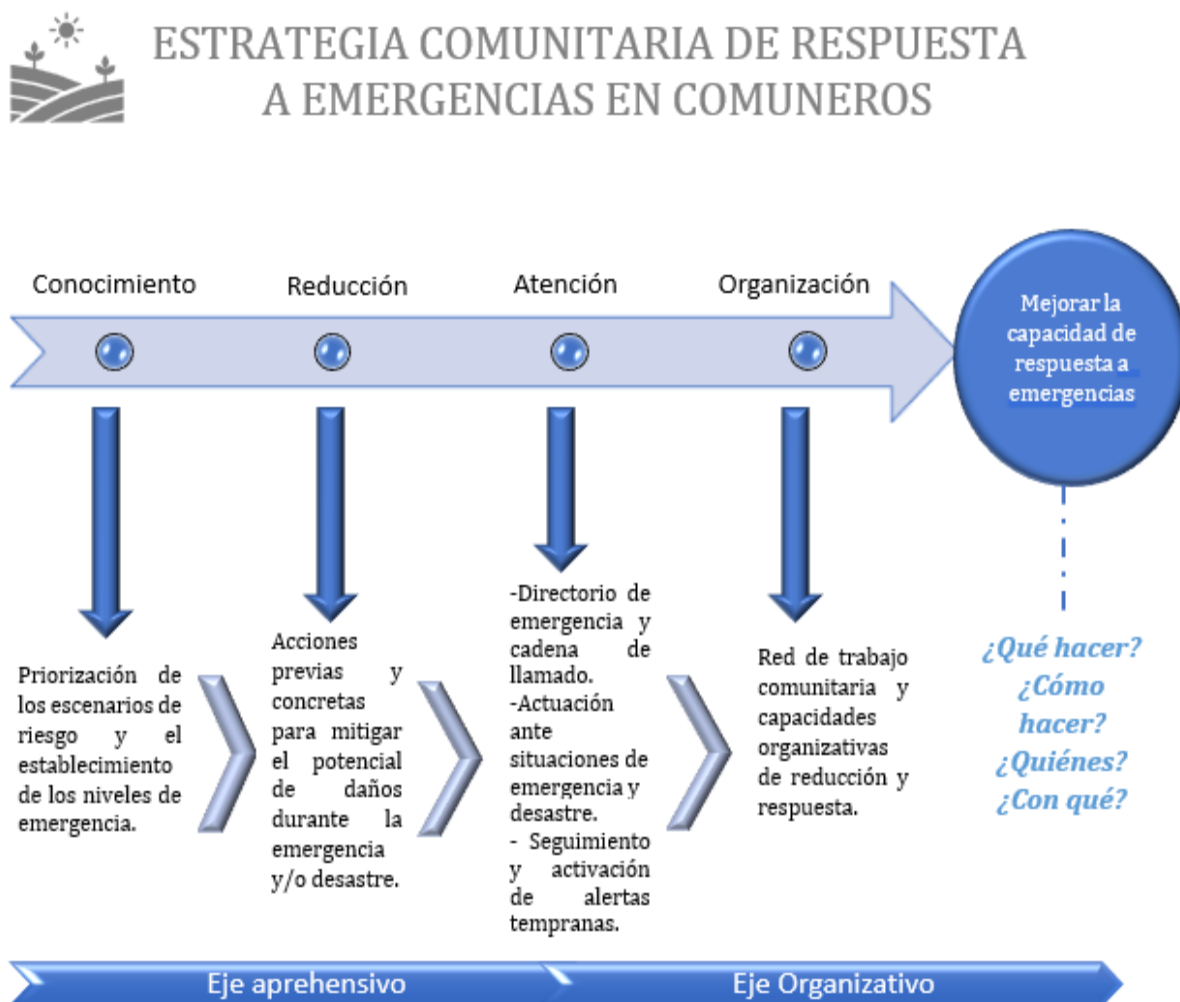 ESTRATEGIA COMUNITARIA DE RESPUESTA
A EMERGENCIAS EN COMUNEROS
Conocimiento
Reducción
Atención
Organización
Mejorar la
capacidad de
respuesta a
emergencias
Priorización de
los escenarios de
riesgo y el
establecimiento
de los niveles de
emergencia.
Acciones
previas y
concretas
para mitigar
el potencial
de daños
durante la
emergencia
y/o desastre.
-Directorio de
emergencia y
cadena de
llamado.
-Actuación
ante
situaciones de
emergencia y
desastre.
- Seguimiento
y activación
de alertas
tempranas.
Red de trabajo
comunitaria y
capacidades
organizativas
de reducción y
respuesta.
¿Qué hacer?
¿Cómo
hacer?
¿Quiénes?
¿Con qué?
Eje aprehensivo
Eje Organizativo